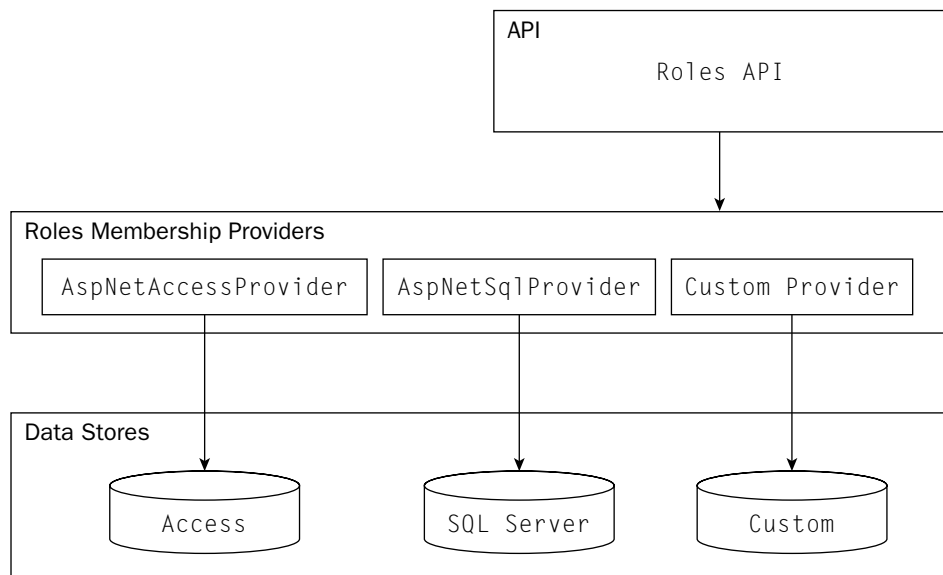 API
Roles API
Roles Membership Providers
AspNetAccessProvider
AspNetSqlProvider
Custom Provider
Data Stores
Access
SQL Server
Custom